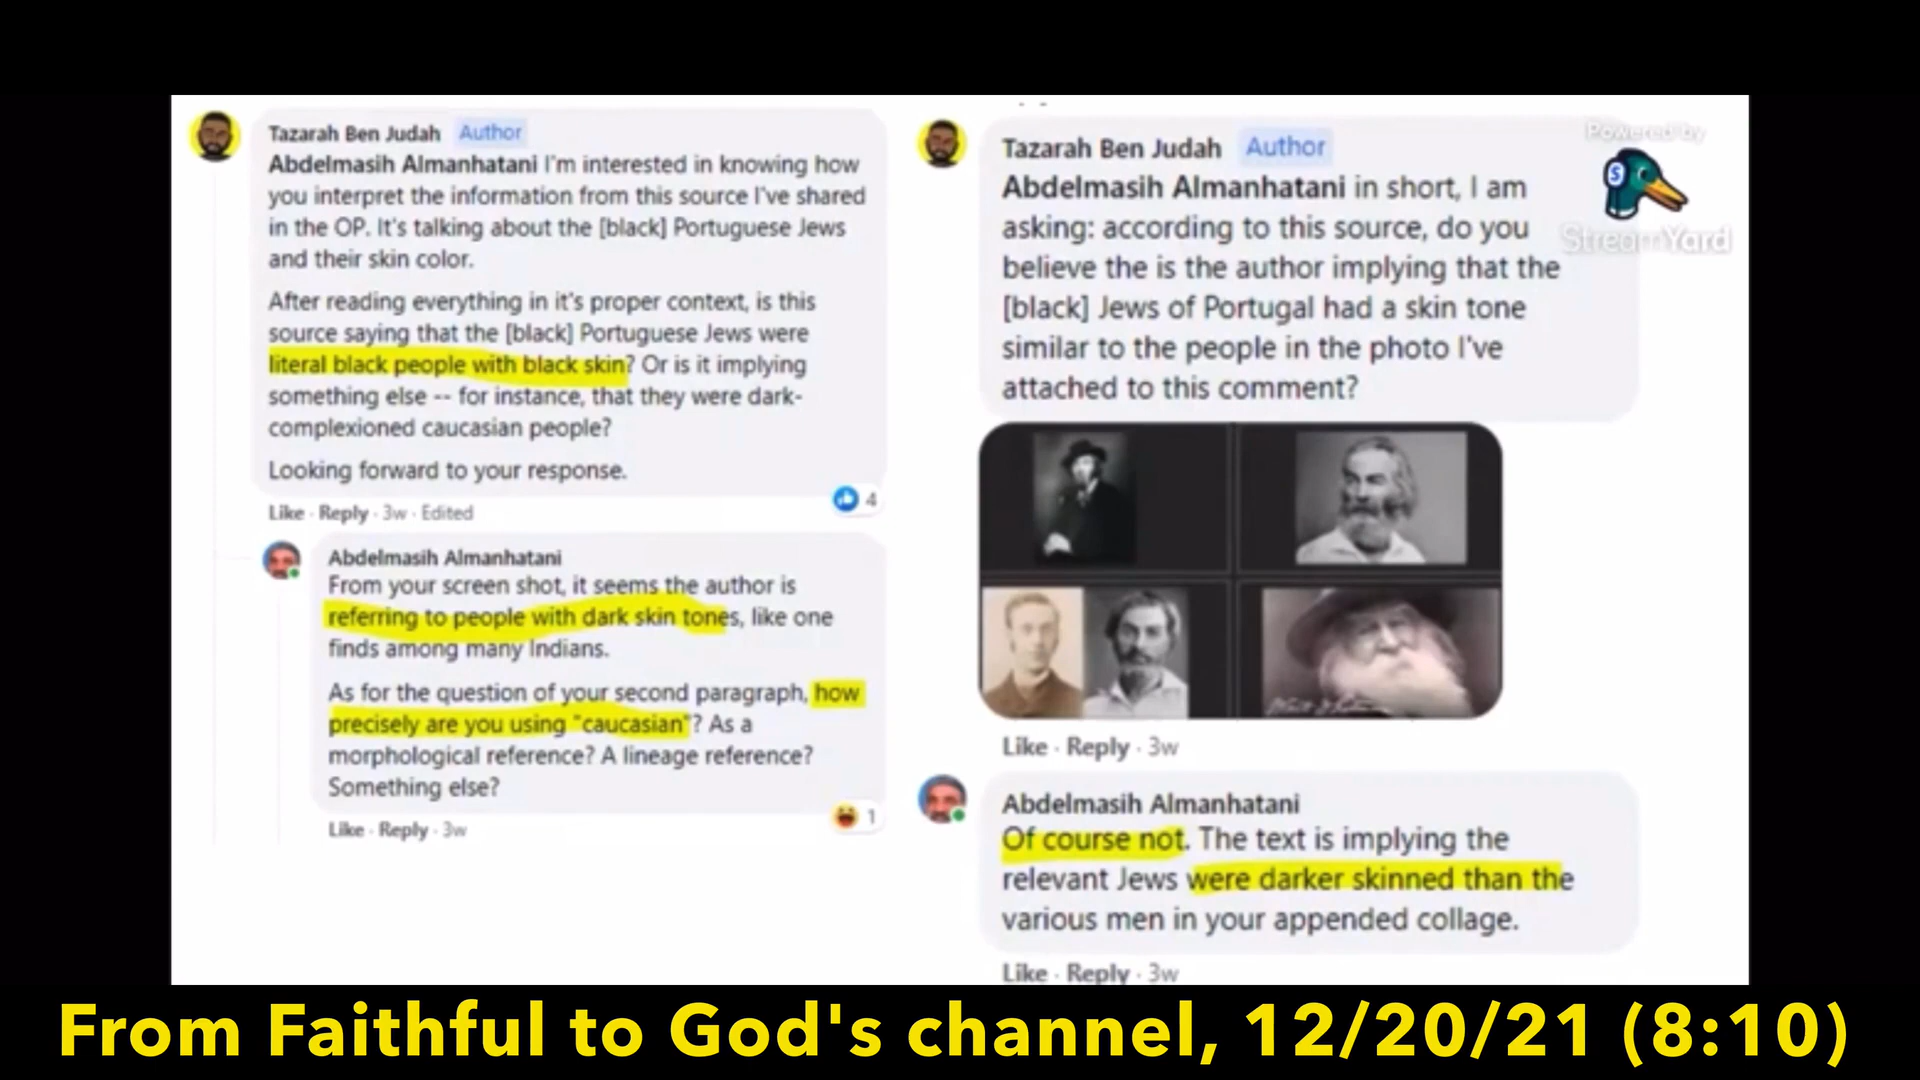 Tazarah Ben Judah Author
Abdelmasih Almanhatani I'm interested in knowing how
you interpret the information from this source I've shared
in the OP. It's talking about the [black] Portuguese Jews
and their skin color.
After reading everything in it's proper context, is this
source saying that the [black] Portuguese Jews were
literal black people with black skin? Or is it implying
something else -- for instance, that they were dark-
complexioned caucasian people?
Looking forward to your response.
4
Like · Reply · 3w · Edited
Abdelmasih Almanhatani
From your screen shot, it seems the author is
referring to people with dark skin tones, like one
finds among many Indians.
As for the question of your second paragraph, how
precisely are you using "caucasian"? As a
morphological reference? A lineage reference?
Something else?
1
Like · Reply · 3w
Tazarah Ben Judah Author
Abdelmasih Almanhatani in short, I am
asking: according to this source, do you
believe the is the author implying that the
[black] Jews of Portugal had a skin tone
similar to the people in the photo I've
attached to this comment?
Like · Reply · 3w
Abdelmasih Almanhatani
Of course not. The text is implying the
relevant Jews were darker skinned than the
various men in your appended collage.
Like · Reply · 3w
Powered by
S
StreamYard
From Faithful to God's channel, 12/20/21 (8:10)